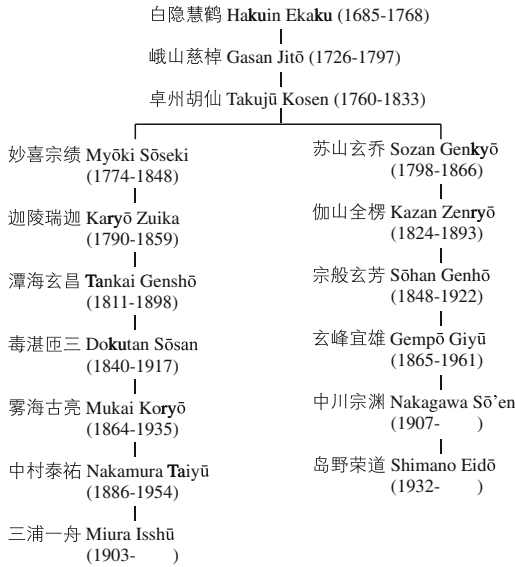 白隐慧鹤 Hakuin Ekaku (1685-1768)
峨山慈棹 Gasan Jitō (1726-1797)
卓州胡仙 Takujū Kosen (1760-1833)
妙喜宗绩 Myōki Sōseki
(1774-1848)
迦陵瑞迦 Karyō Zuika
(1790-1859)
潭海玄昌 Tankai Genshō
(1811-1898)
毒湛匝三 Dokutan Sōsan
(1840-1917)
雾海古亮 Mukai Koryō
(1864-1935)
中村泰祐 Nakamura Taiyū
(1886-1954)
三浦一舟 Miura Isshū
(1903- )
苏山玄乔 Sozan Genkyō
(1798-1866)
伽山全楞 Kazan Zenryō
(1824-1893)
宗般玄芳 Sōhan Genhō
(1848-1922)
玄峰宜雄 Gempō Giyū
(1865-1961)
中川宗渊 Nakagawa Sō'en
(1907- )
岛野荣道 Shimano Eidō
(1932- )